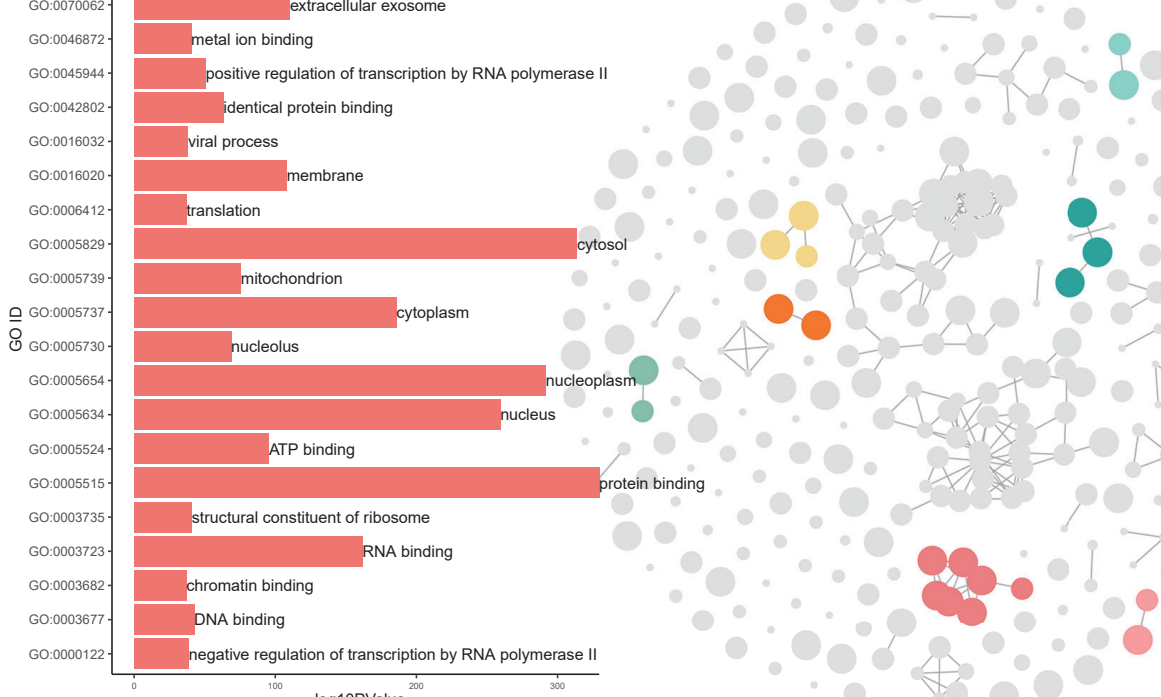 GO:0070062 extracellular exosome
GO:0046872 metal ion binding
GO:0045944 positive regulation of transcription by RNA polymerase II
GO:0042802 identical protein binding
GO:0016032 viral process
GO:0016020 membrane
GO:0006412 translation
GO:0005829 cytosol
GO:0005739 mitochondrion
GO:0005737 cytoplasm
GO:0005730 nucleolus
GO:0005654 nucleoplasm
GO:0005634 nucleus
GO:0005524 ATP binding
GO:0005515 protein binding
GO:0003735 structural constituent of ribosome
GO:0003723 RNA binding
GO:0003682 chromatin binding
GO:0003677 DNA binding
GO:0000122 negative regulation of transcription by RNA polymerase II
GO ID
0 100 200 300